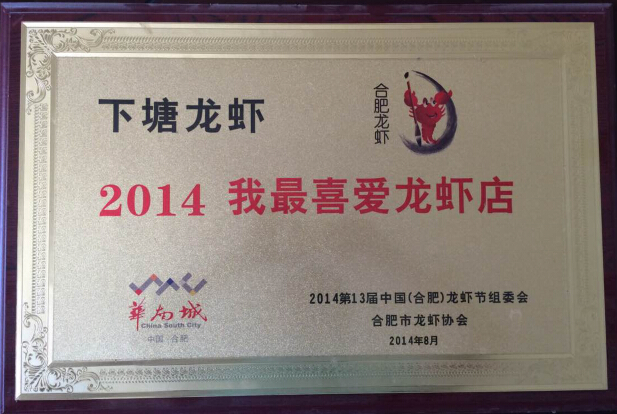 下塘龙虾
合肥龙虾
2014 我最喜爱龙虾店
華南城
China South City
中国·合肥
2014第13届中国(合肥)龙虾节组委会
合肥市龙虾协会
2014年8月